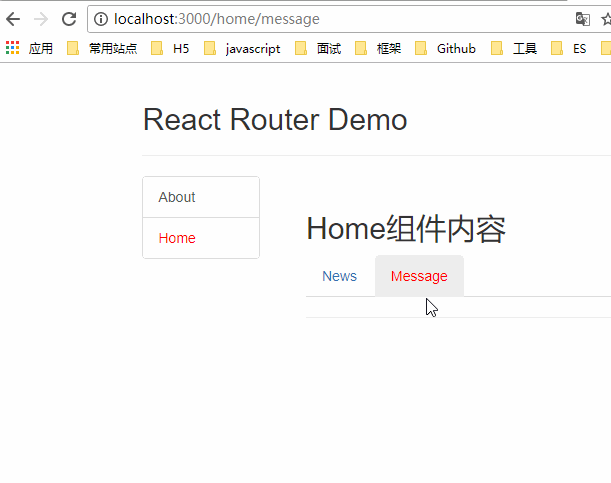 localhost:3000/home/message
应用 常用站点 H5 javascript 面试 框架 Github 工具 ES
React Router Demo
About
Home
Home组件内容
News Message